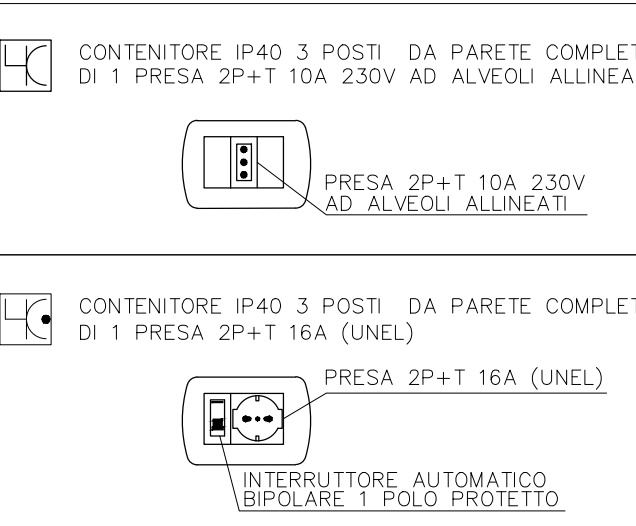 CONTENITORE IP40 3 POSTI DA PARETE COMPLET
DI 1 PRESA 2P+T 10A 230V AD ALVEOLI ALLINEA
PRESA 2P+T 10A 230V
AD ALVEOLI ALLINEATI
CONTENITORE IP40 3 POSTI DA PARETE COMPLET
DI 1 PRESA 2P+T 16A (UNEL)
PRESA 2P+T 16A (UNEL)
INTERRUTTORE AUTOMATICO
BIPOLARE 1 POLO PROTETTO